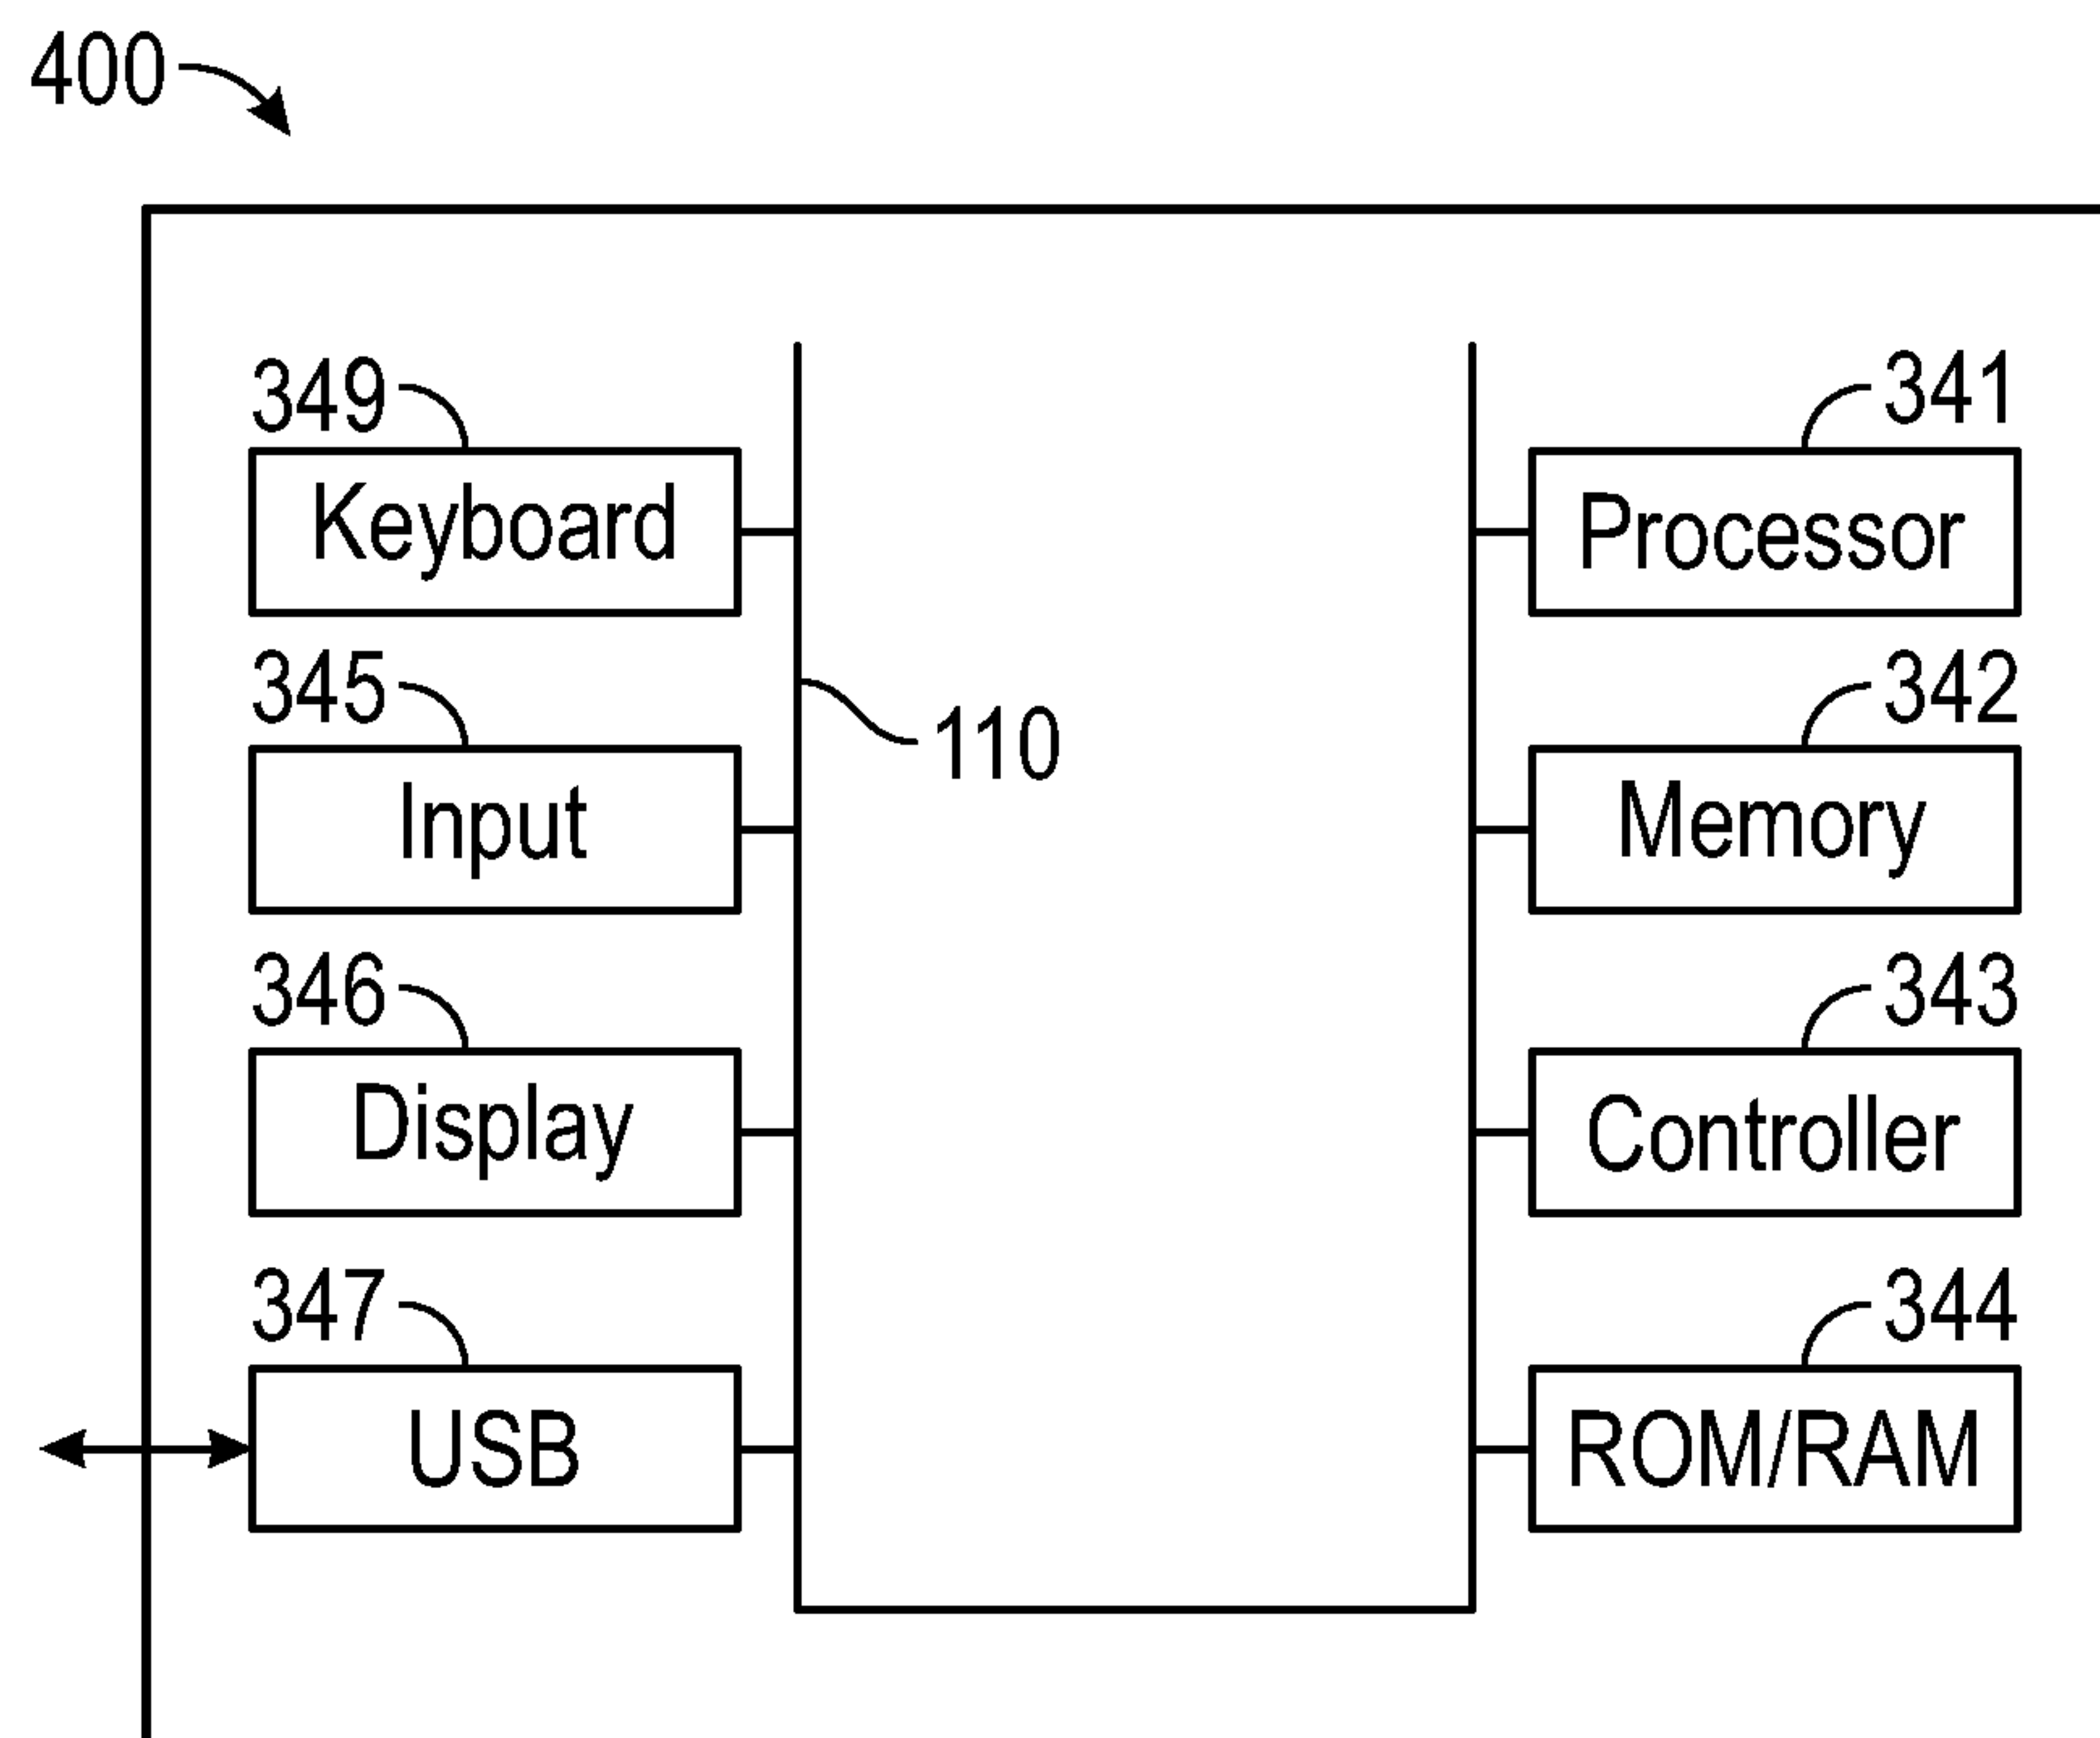 400
349
341
Keyboard
Processor
345
342
110
Input
Memory
346
343
Display
Controller
347
344
USB
ROM/RAM